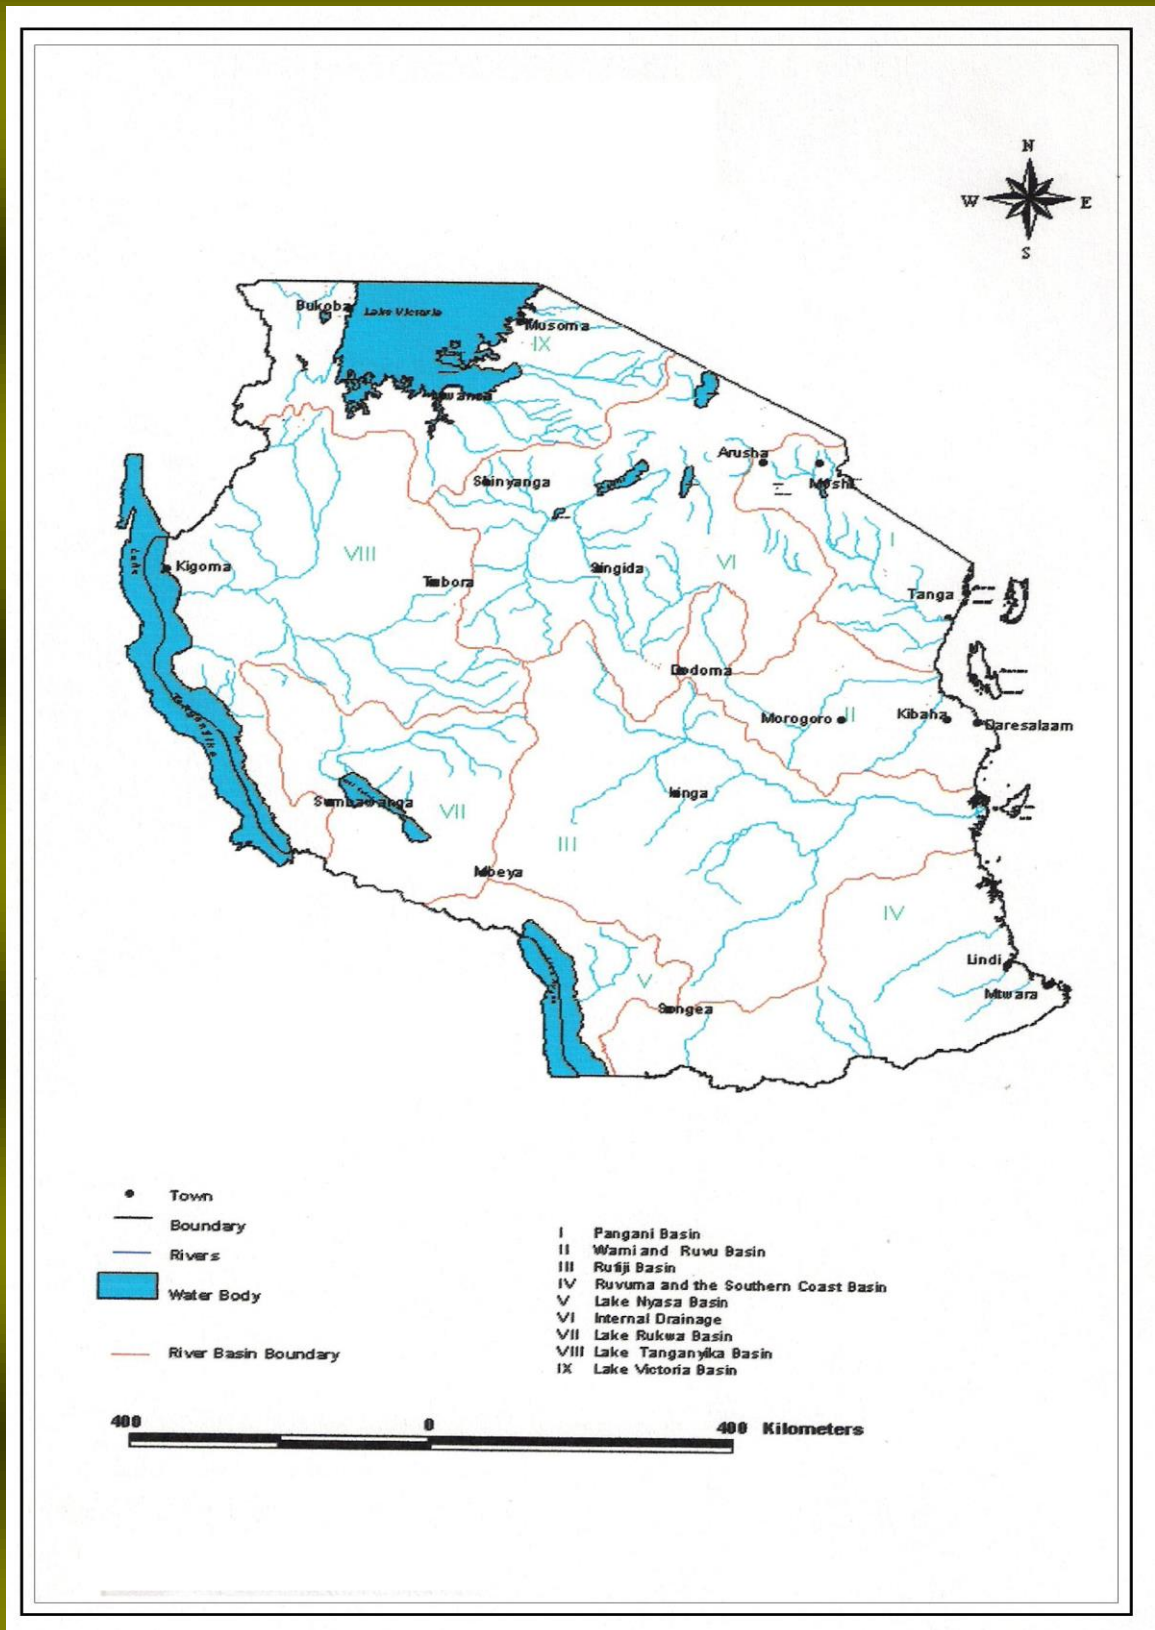 N
W E
S
Bukoba
Lake Victoria
Musoma
IX
Arusha
Moshi
Shinyanga
VIII
I
Kigoma
Singida
VI
Tabora
Tanga
Lake
Dodoma
Tanganyika
Morogoro
II
Kibaha
Daresalaam
Iringa
Sumbawanga
VII
III
Mbeya
IV
Lindi
V
Mtwara
Songea
Town
Boundary
Rivers
Water Body
River Basin Boundary
I Pangani Basin
II Wami and Ruvu Basin
III Rufiji Basin
IV Ruvuma and the Southern Coast Basin
V Lake Nyasa Basin
VI Internal Drainage
VII Lake Rukwa Basin
VIII Lake Tanganyika Basin
IX Lake Victoria Basin
400 0 400 Kilometers